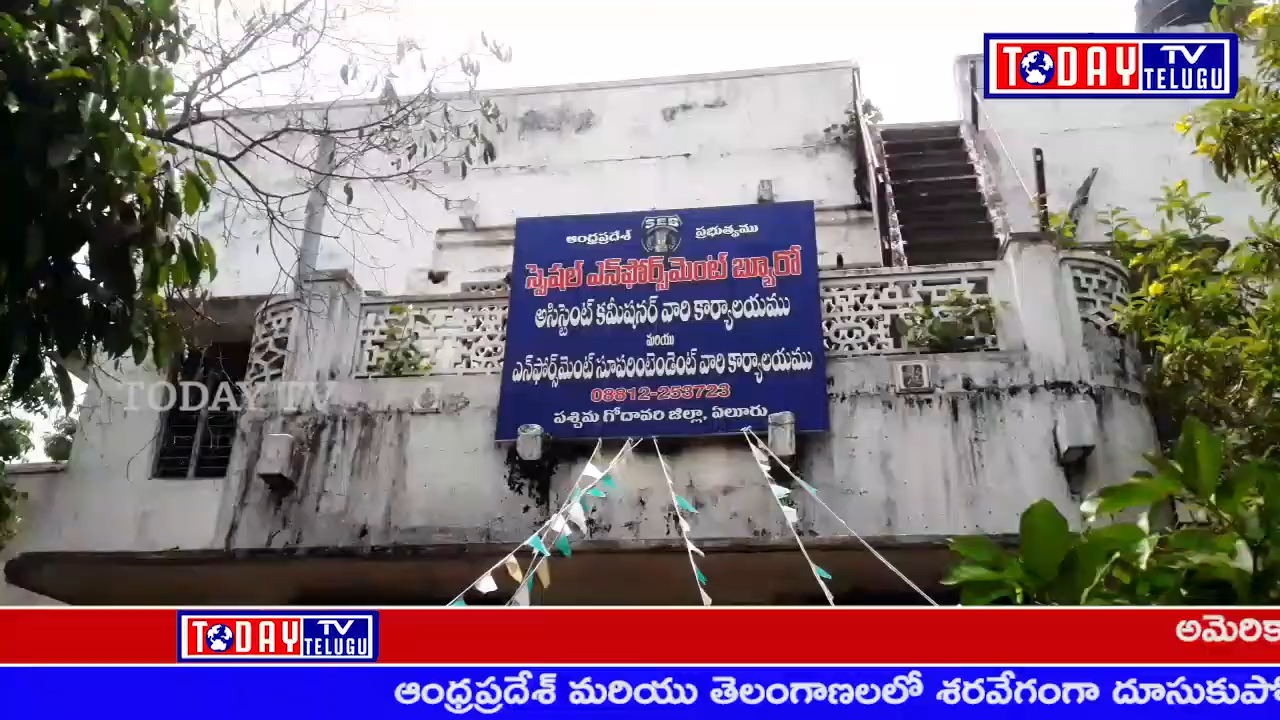 TODAY TV TELUGU
ఆంధ్రప్రదేశ్ SEB ప్రభుత్వము
స్పెషల్ ఎన్‌ఫోర్స్‌మెంట్ బ్యూరో
అసిస్టెంట్ కమీషనర్ వారి కార్యాలయము
మరియు
ఎన్‌ఫోర్స్‌మెంట్ సూపరింటెండెంట్ వారి కార్యాలయము
08812-253723
పశ్చిమ గోదావరి జిల్లా, ఏలూరు
TODAY TV
TODAY TV TELUGU
అమెరికా
ఆంధ్రప్రదేశ్ మరియు తెలంగాణలలో శరవేగంగా దూసుకుపో